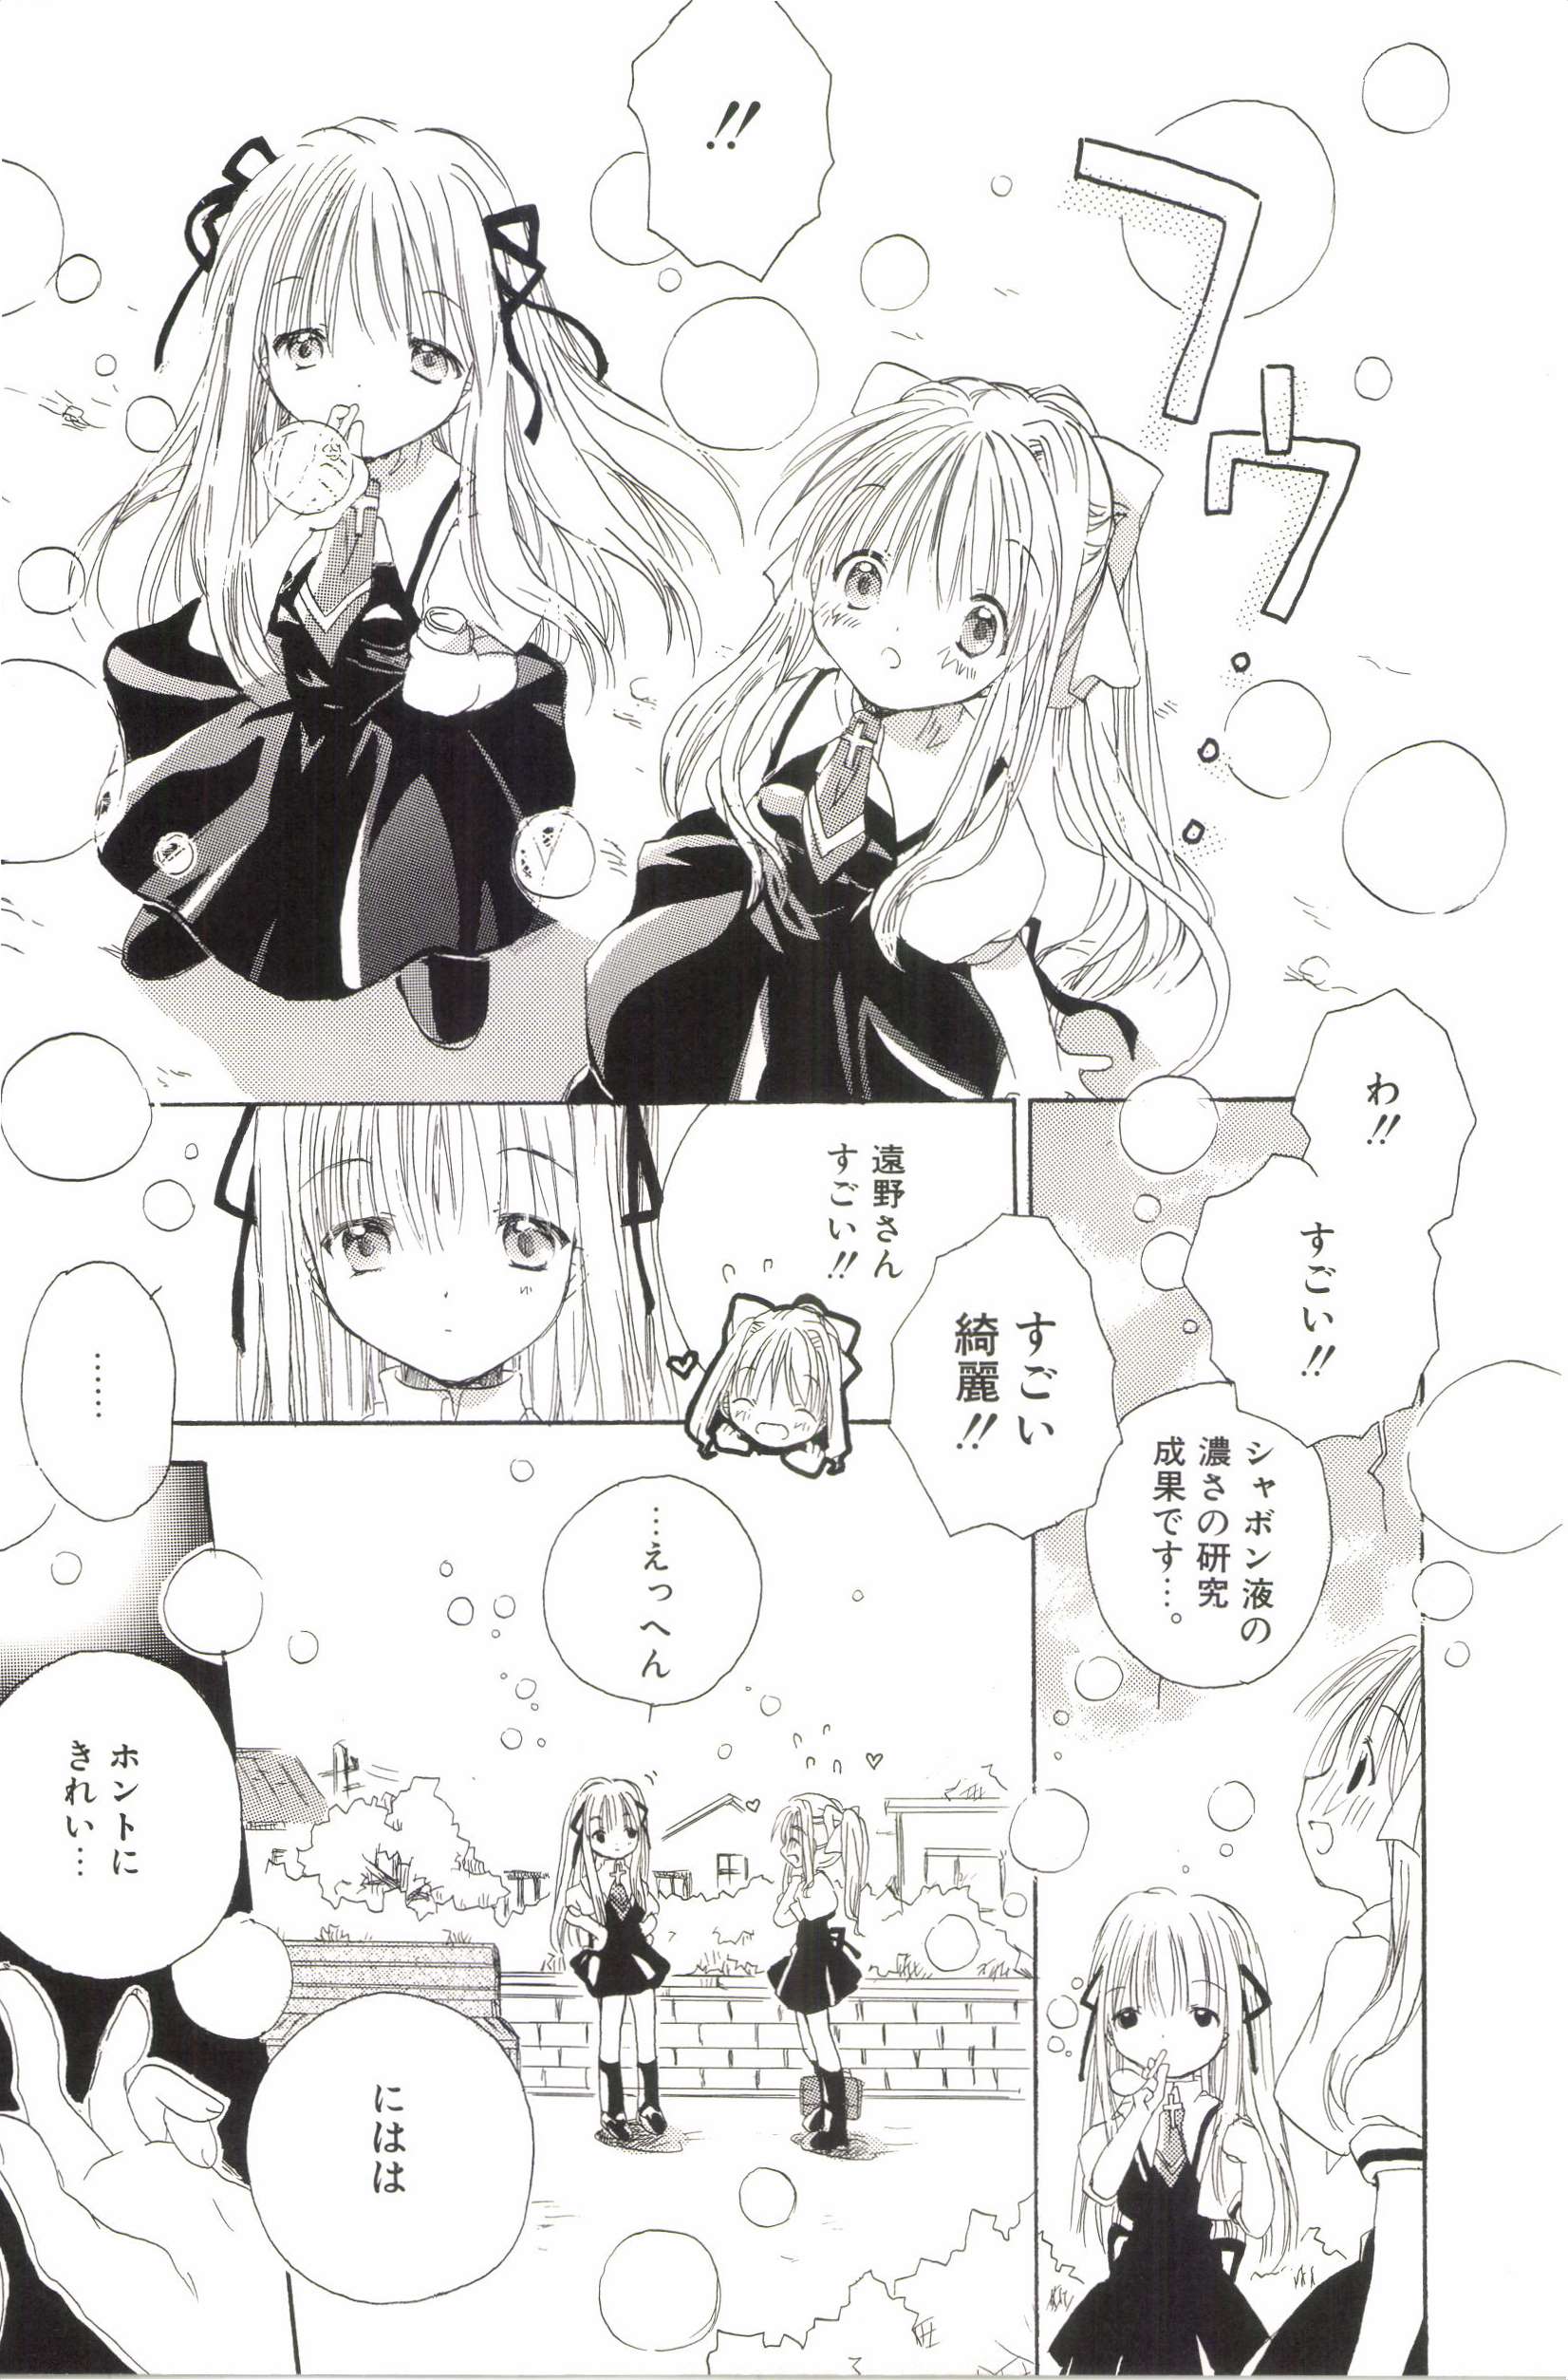 !!
フワ
わ!!
すごい!!
シャボン液の
濃さの研究
成果です…。
すごい
綺麗!!
遠野さん
すごい!!
……
…えっへん
ホントに
きれい…
にはは